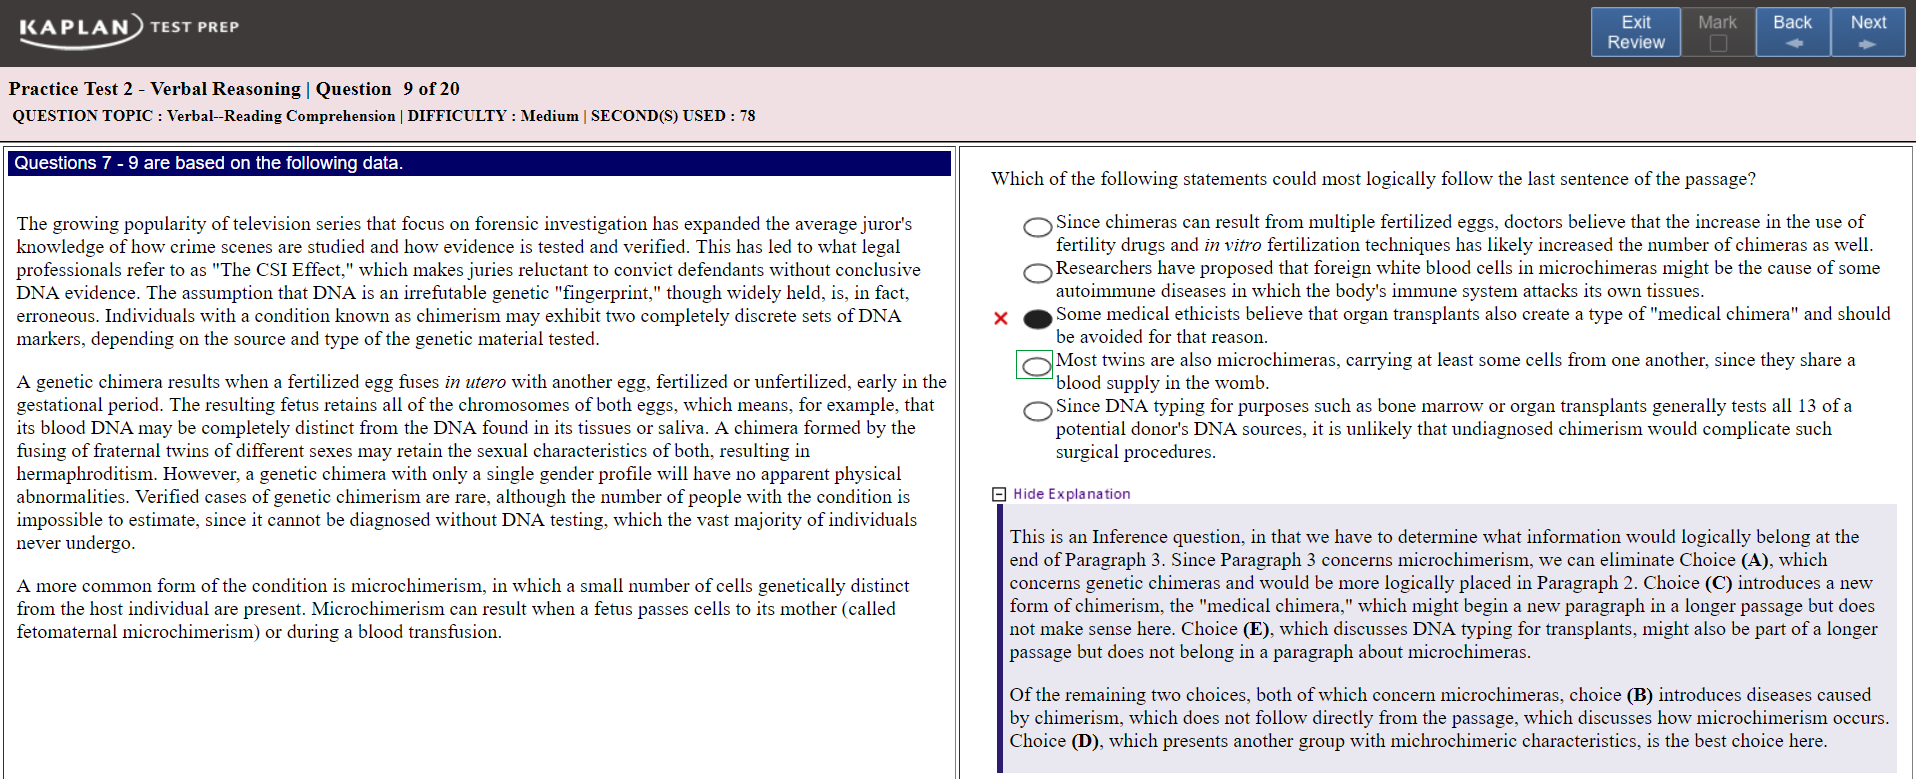 KAPLAN TEST PREP
Exit Review
Mark
Back
Next
Practice Test 2 - Verbal Reasoning | Question 9 of 20
QUESTION TOPIC : Verbal--Reading Comprehension | DIFFICULTY : Medium | SECOND(S) USED : 78
Questions 7 - 9 are based on the following data.
The growing popularity of television series that focus on forensic investigation has expanded the average juror's
knowledge of how crime scenes are studied and how evidence is tested and verified. This has led to what legal
professionals refer to as "The CSI Effect," which makes juries reluctant to convict defendants without conclusive
DNA evidence. The assumption that DNA is an irrefutable genetic "fingerprint," though widely held, is, in fact,
erroneous. Individuals with a condition known as chimerism may exhibit two completely discrete sets of DNA
markers, depending on the source and type of the genetic material tested.
A genetic chimera results when a fertilized egg fuses in utero with another egg, fertilized or unfertilized, early in the
gestational period. The resulting fetus retains all of the chromosomes of both eggs, which means, for example, that
its blood DNA may be completely distinct from the DNA found in its tissues or saliva. A chimera formed by the
fusing of fraternal twins of different sexes may retain the sexual characteristics of both, resulting in
hermaphroditism. However, a genetic chimera with only a single gender profile will have no apparent physical
abnormalities. Verified cases of genetic chimerism are rare, although the number of people with the condition is
impossible to estimate, since it cannot be diagnosed without DNA testing, which the vast majority of individuals
never undergo.
A more common form of the condition is microchimerism, in which a small number of cells genetically distinct
from the host individual are present. Microchimerism can result when a fetus passes cells to its mother (called
fetomaternal microchimerism) or during a blood transfusion.
Which of the following statements could most logically follow the last sentence of the passage?
Since chimeras can result from multiple fertilized eggs, doctors believe that the increase in the use of
fertility drugs and in vitro fertilization techniques has likely increased the number of chimeras as well.
Researchers have proposed that foreign white blood cells in microchimeras might be the cause of some
autoimmune diseases in which the body's immune system attacks its own tissues.
Some medical ethicists believe that organ transplants also create a type of "medical chimera" and should
be avoided for that reason.
Most twins are also microchimeras, carrying at least some cells from one another, since they share a
blood supply in the womb.
Since DNA typing for purposes such as bone marrow or organ transplants generally tests all 13 of a
potential donor's DNA sources, it is unlikely that undiagnosed chimerism would complicate such
surgical procedures.
Hide Explanation
This is an Inference question, in that we have to determine what information would logically belong at the
end of Paragraph 3. Since Paragraph 3 concerns microchimerism, we can eliminate Choice (A), which
concerns genetic chimeras and would be more logically placed in Paragraph 2. Choice (C) introduces a new
form of chimerism, the "medical chimera," which might begin a new paragraph in a longer passage but does
not make sense here. Choice (E), which discusses DNA typing for transplants, might also be part of a longer
passage but does not belong in a paragraph about microchimeras.
Of the remaining two choices, both of which concern microchimeras, choice (B) introduces diseases caused
by chimerism, which does not follow directly from the passage, which discusses how microchimerism occurs.
Choice (D), which presents another group with michrochimeric characteristics, is the best choice here.